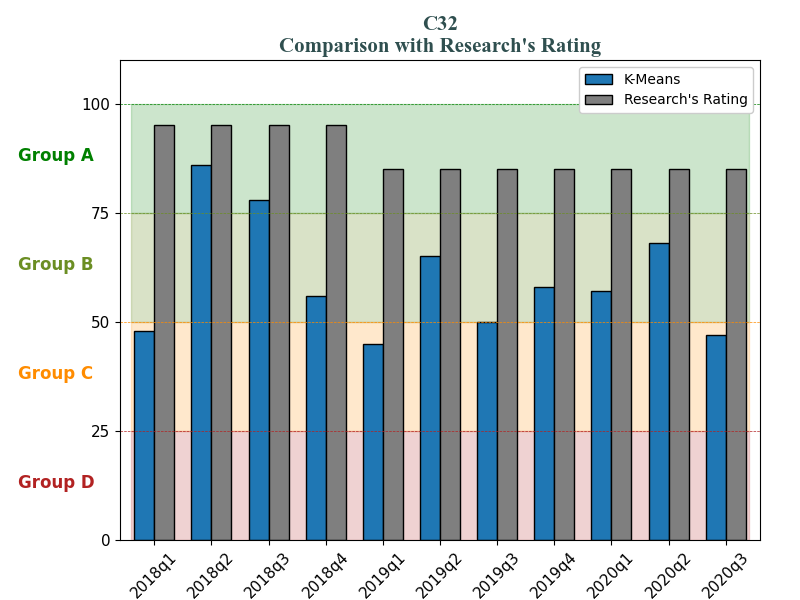 C32
Comparison with Research's Rating
K-Means
Research's Rating
100
Group A
75
Group B
50
Group C
25
Group D
0
2018q1 2018q2 2018q3 2018q4 2019q1 2019q2 2019q3 2019q4 2020q1 2020q2 2020q3